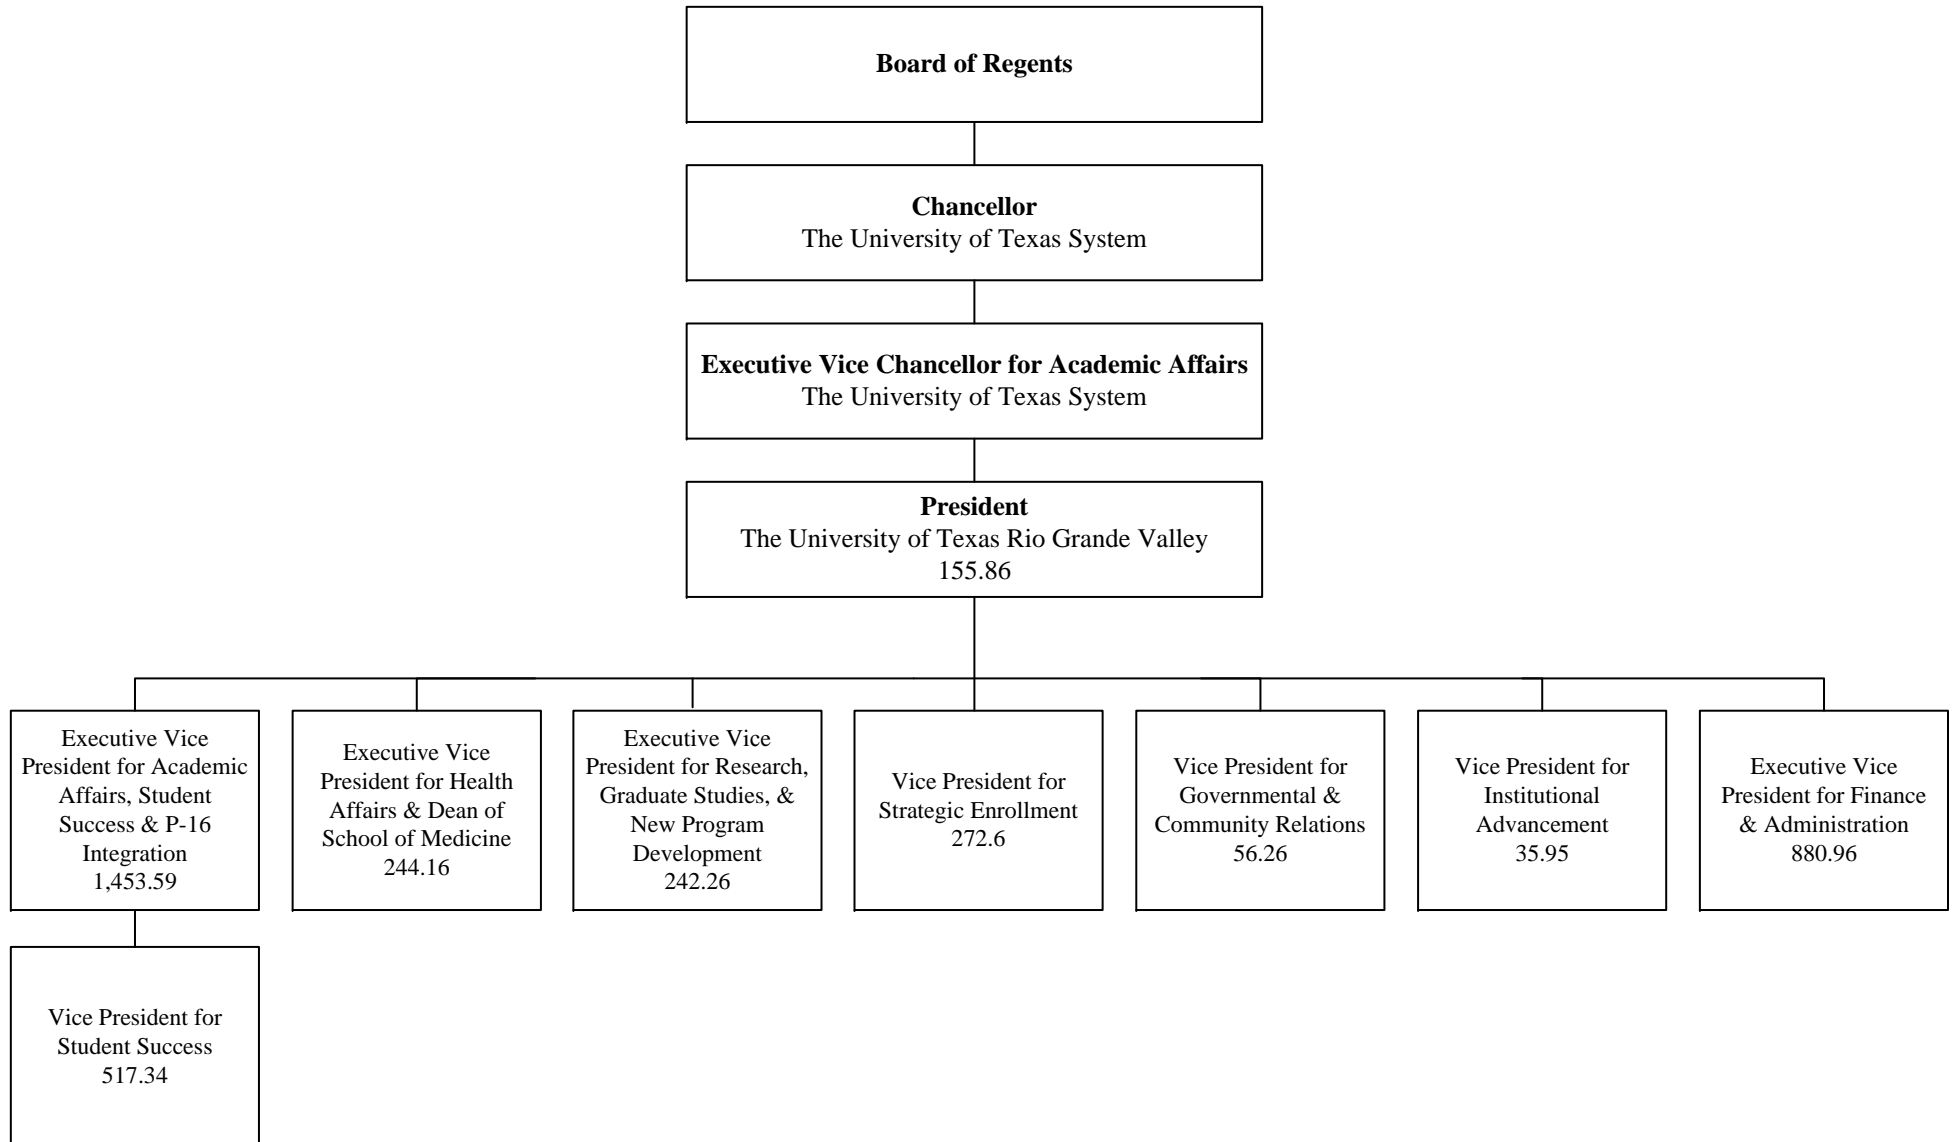 Board of Regents
Chancellor
The University of Texas System
Executive Vice Chancellor for Academic Affairs
The University of Texas System
President
The University of Texas Rio Grande Valley
155.86
Executive Vice
President for Academic
Affairs, Student
Success & P-16
Integration
1,453.59
Executive Vice
President for Health
Affairs & Dean of
School of Medicine
244.16
Executive Vice
President for Research,
Graduate Studies, &
New Program
Development
242.26
Vice President for
Strategic Enrollment
272.6
Vice President for
Governmental &
Community Relations
56.26
Vice President for
Institutional
Advancement
35.95
Executive Vice
President for Finance
& Administration
880.96
Vice President for
Student Success
517.34